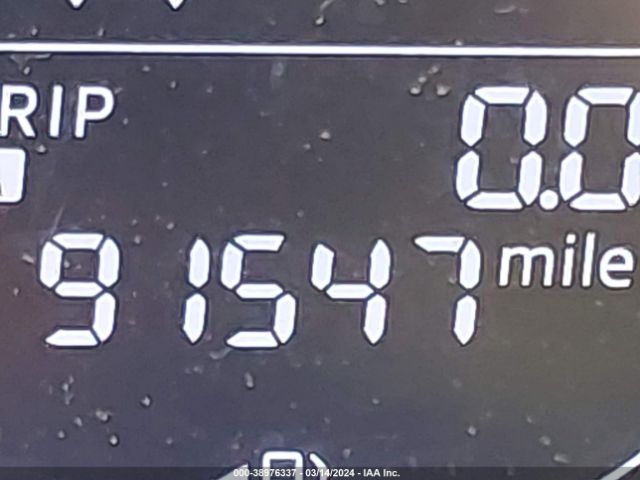 RIP 0.0
A
91547 mile
000-38976337 - 03/14/2024 - IAA Inc.